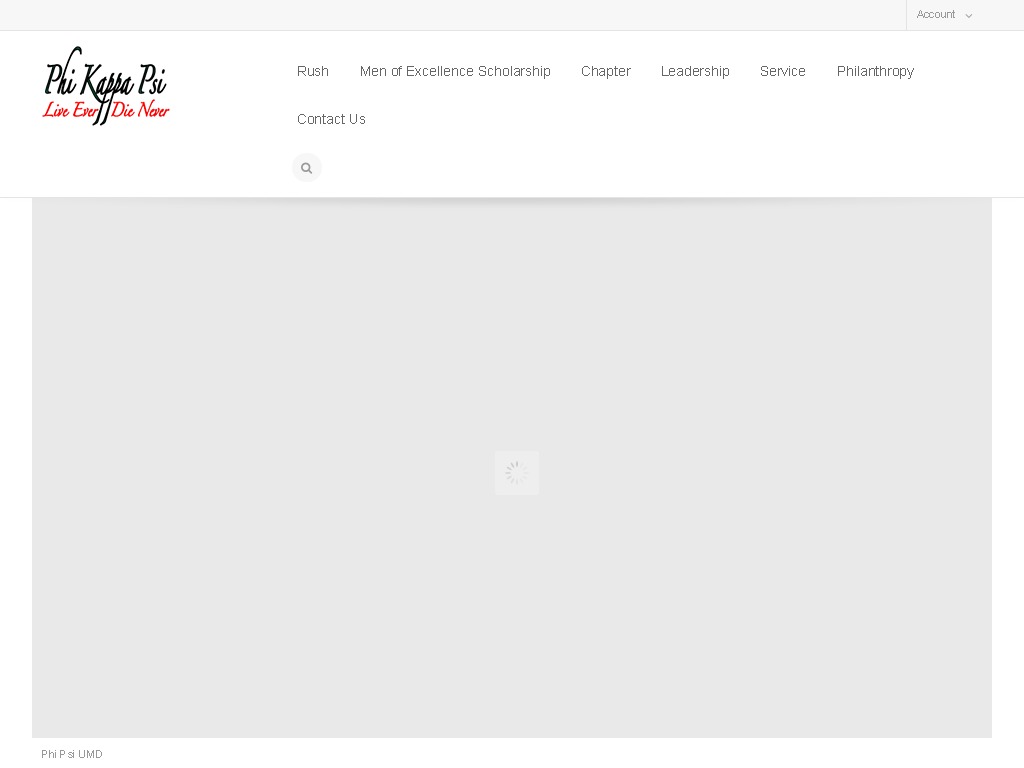 Account
Phi Kappa Psi
Live Ever Die Never
Rush Men of Excellence Scholarship Chapter Leadership Service Philanthropy
Contact Us
Phi Psi UMD